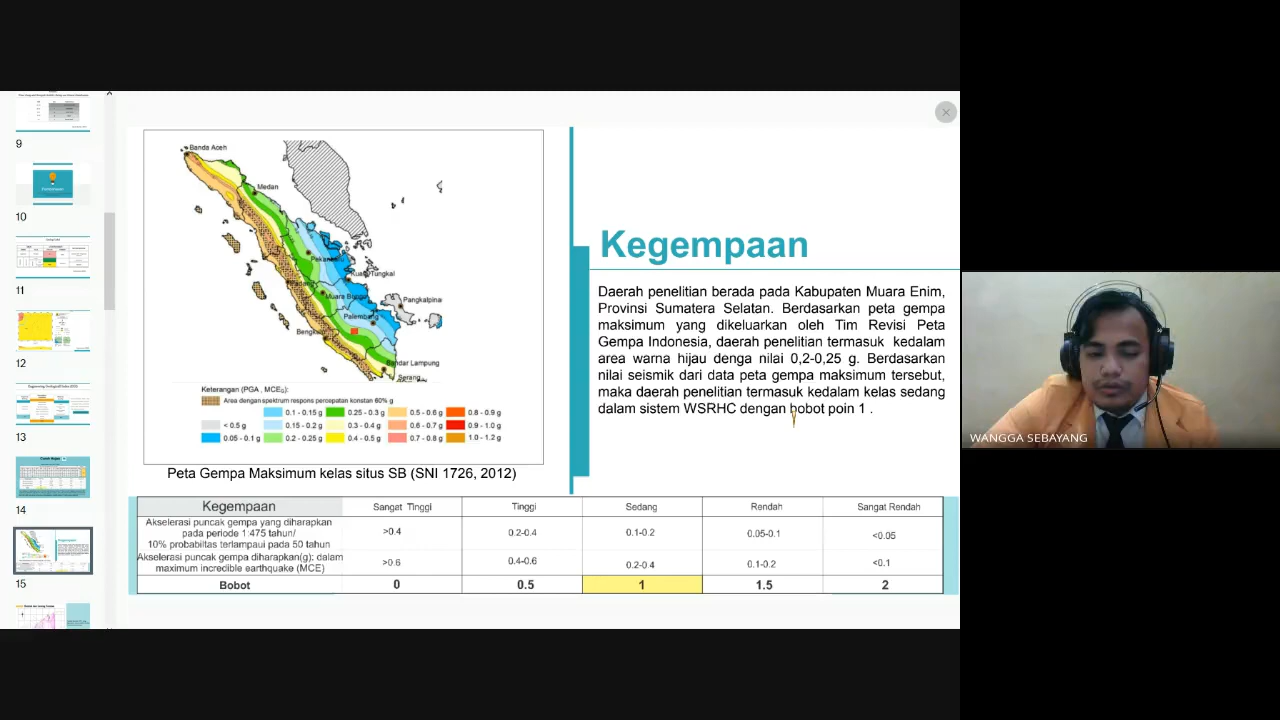 9
10
11
12
13
14
15
Banda Aceh
Medan
Pekanbaru
Kuala Tungkal
Padang
Muara Bungo
Pangkalpina
Palembang
Bengkulu
Bandar Lampung
Serang
Keterangan (PGA , MCEG):
Area dengan spektrum respons percepatan konstan 60% g
< 0.5 g
0.05 - 0.1 g
0.1 - 0.15 g
0.15 - 0.2 g
0.2 - 0.25 g
0.25 - 0.3 g
0.3 - 0.4 g
0.4 - 0.5 g
0.5 - 0.6 g
0.6 - 0.7 g
0.7 - 0.8 g
0.8 - 0.9 g
0.9 - 1.0 g
1.0 - 1.2 g
Peta Gempa Maksimum kelas situs SB (SNI 1726, 2012)
Kegempaan
Daerah penelitian berada pada Kabupaten Muara Enim,
Provinsi Sumatera Selatan. Berdasarkan peta gempa
maksimum yang dikeluarkan oleh Tim Revisi Peta
Gempa Indonesia, daerah penelitian termasuk kedalam
area warna hijau denga nilai 0,2-0,25 g. Berdasarkan
nilai seismik dari data peta gempa maksimum tersebut,
maka daerah penelitian termasuk kedalam kelas sedang
dalam sistem WSRHC dengan bobot poin 1 .
Kegempaan Sangat Tinggi Tinggi Sedang Rendah Sangat Rendah
Akselerasi puncak gempa yang diharapkan
pada periode 1:475 tahun/
10% probabiltas terlampaui pada 50 tahun
>0.4 0.2-0.4 0.1-0.2 0.05-0.1 <0.05
Akselerasi puncak gempa diharapkan(g): dalam
maximum incredible earthquake (MCE)
>0.6 0.4-0.6 0.2-0.4 0.1-0.2 <0.1
Bobot 0 0.5 1 1.5 2
WANGGA SEBAYANG